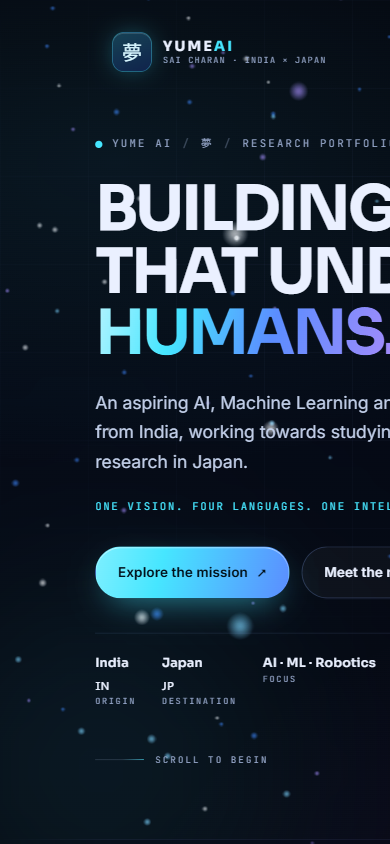 夢
YUMEAI
SAI CHARAN · INDIA × JAPAN
YUME AI / 夢 / RESEARCH PORTFOLI
BUILDING
THAT UND
HUMANS.
An aspiring AI, Machine Learning an
from India, working towards studyin
research in Japan.
ONE VISION. FOUR LANGUAGES. ONE INTEL
Explore the mission ↗
Meet the r
India
IN
ORIGIN
Japan
JP
DESTINATION
AI · ML · Robotics
FOCUS
SCROLL TO BEGIN